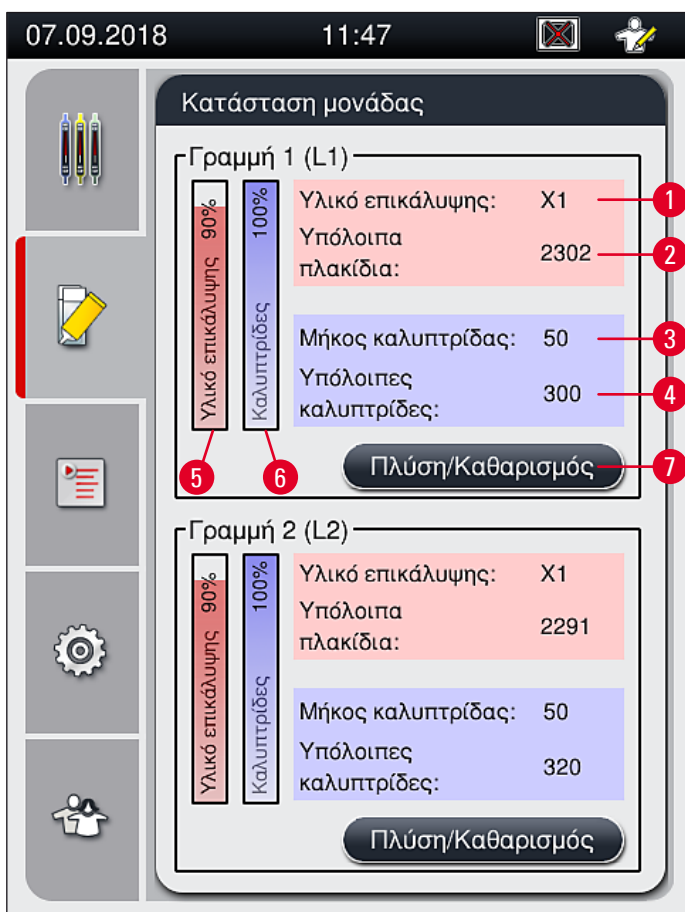 07.09.2018 11:47
Κατάσταση μονάδας
Γραμμή 1 (L1)
Υλικό επικάλυψης 90%
Καλυπτρίδες 100%
Υλικό επικάλυψης: X1
Υπόλοιπα
πλακίδια: 2302
Μήκος καλυπτρίδας: 50
Υπόλοιπες
καλυπτρίδες: 300
Πλύση/Καθαρισμός
1
2
3
4
5
6
7
Γραμμή 2 (L2)
Υλικό επικάλυψης 90%
Καλυπτρίδες 100%
Υλικό επικάλυψης: X1
Υπόλοιπα
πλακίδια: 2291
Μήκος καλυπτρίδας: 50
Υπόλοιπες
καλυπτρίδες: 320
Πλύση/Καθαρισμός